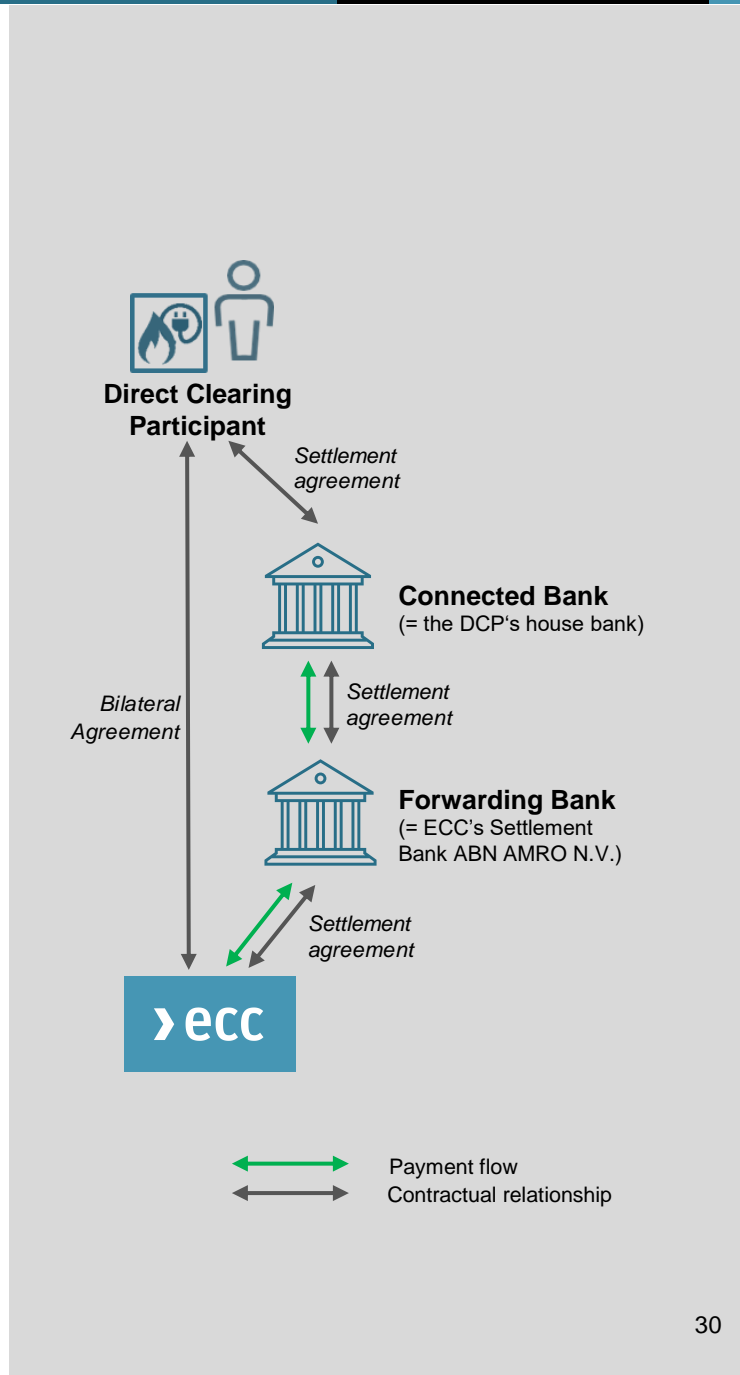 Direct Clearing
Participant
Settlement
agreement
Connected Bank
(= the DCP‘s house bank)
Settlement
agreement
Bilateral
Agreement
Forwarding Bank
(= ECC’s Settlement
Bank ABN AMRO N.V.)
Settlement
agreement
ecc
Payment flow
Contractual relationship
30